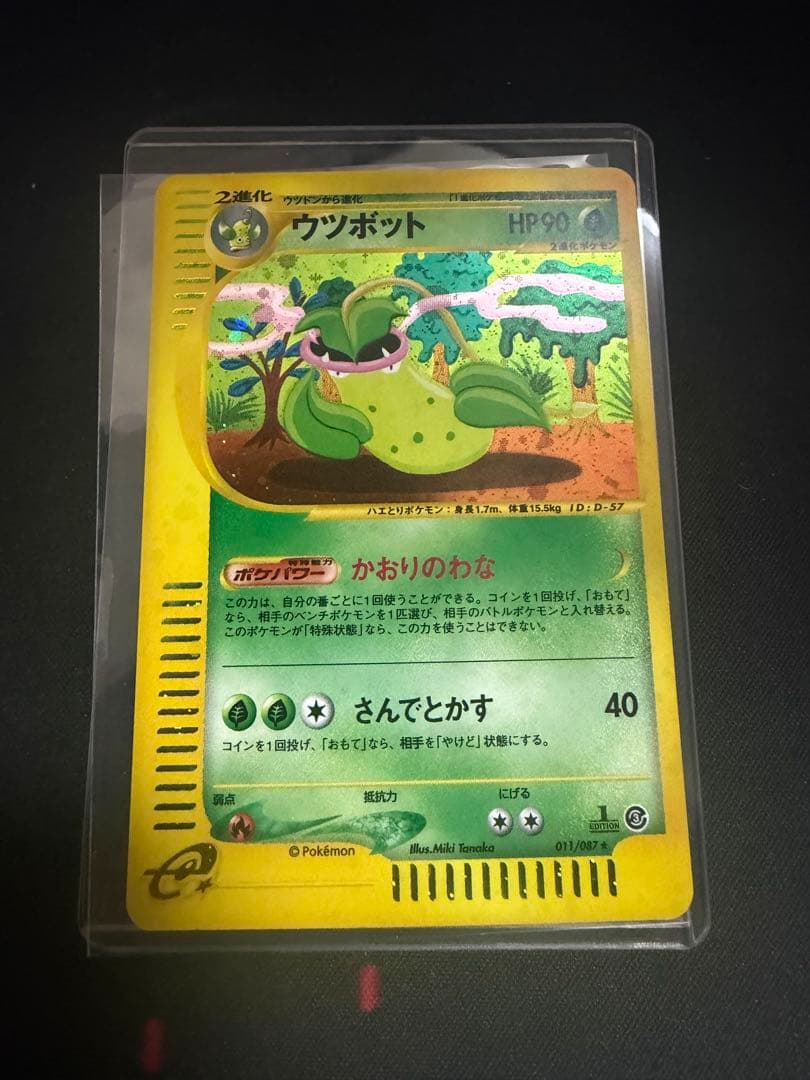 2進化 ウツドンから進化
ウツボット HP90
2進化ポケモン
ハエとりポケモン：身長1.7m、体重15.5kg ID:D-57
特殊能力
ポケパワー かおりのわな
この力は、自分の番ごとに1回使うことができる。コインを1回投げ、「おもて」
なら、相手のベンチポケモンを1匹選び、相手のバトルポケモンと入れ替える。
このポケモンが「特殊状態」なら、この力を使うことはできない。
さんでとかす 40
コインを1回投げ、「おもて」なら、相手を「やけど」状態にする。
弱点 抵抗力 にげる
1 EDITION 3
©Pokémon Illus.Miki Tanaka 011/087★
e